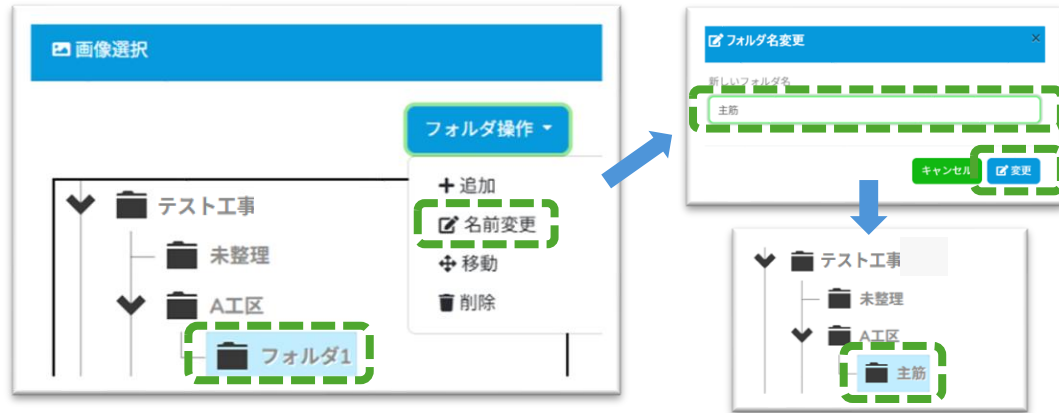 画像選択
フォルダ操作
追加
名前変更
移動
削除
テスト工事
未整理
A工区
フォルダ1
フォルダ名変更
×
新しいフォルダ名
主筋
キャンセル
変更
テスト工事
未整理
A工区
主筋